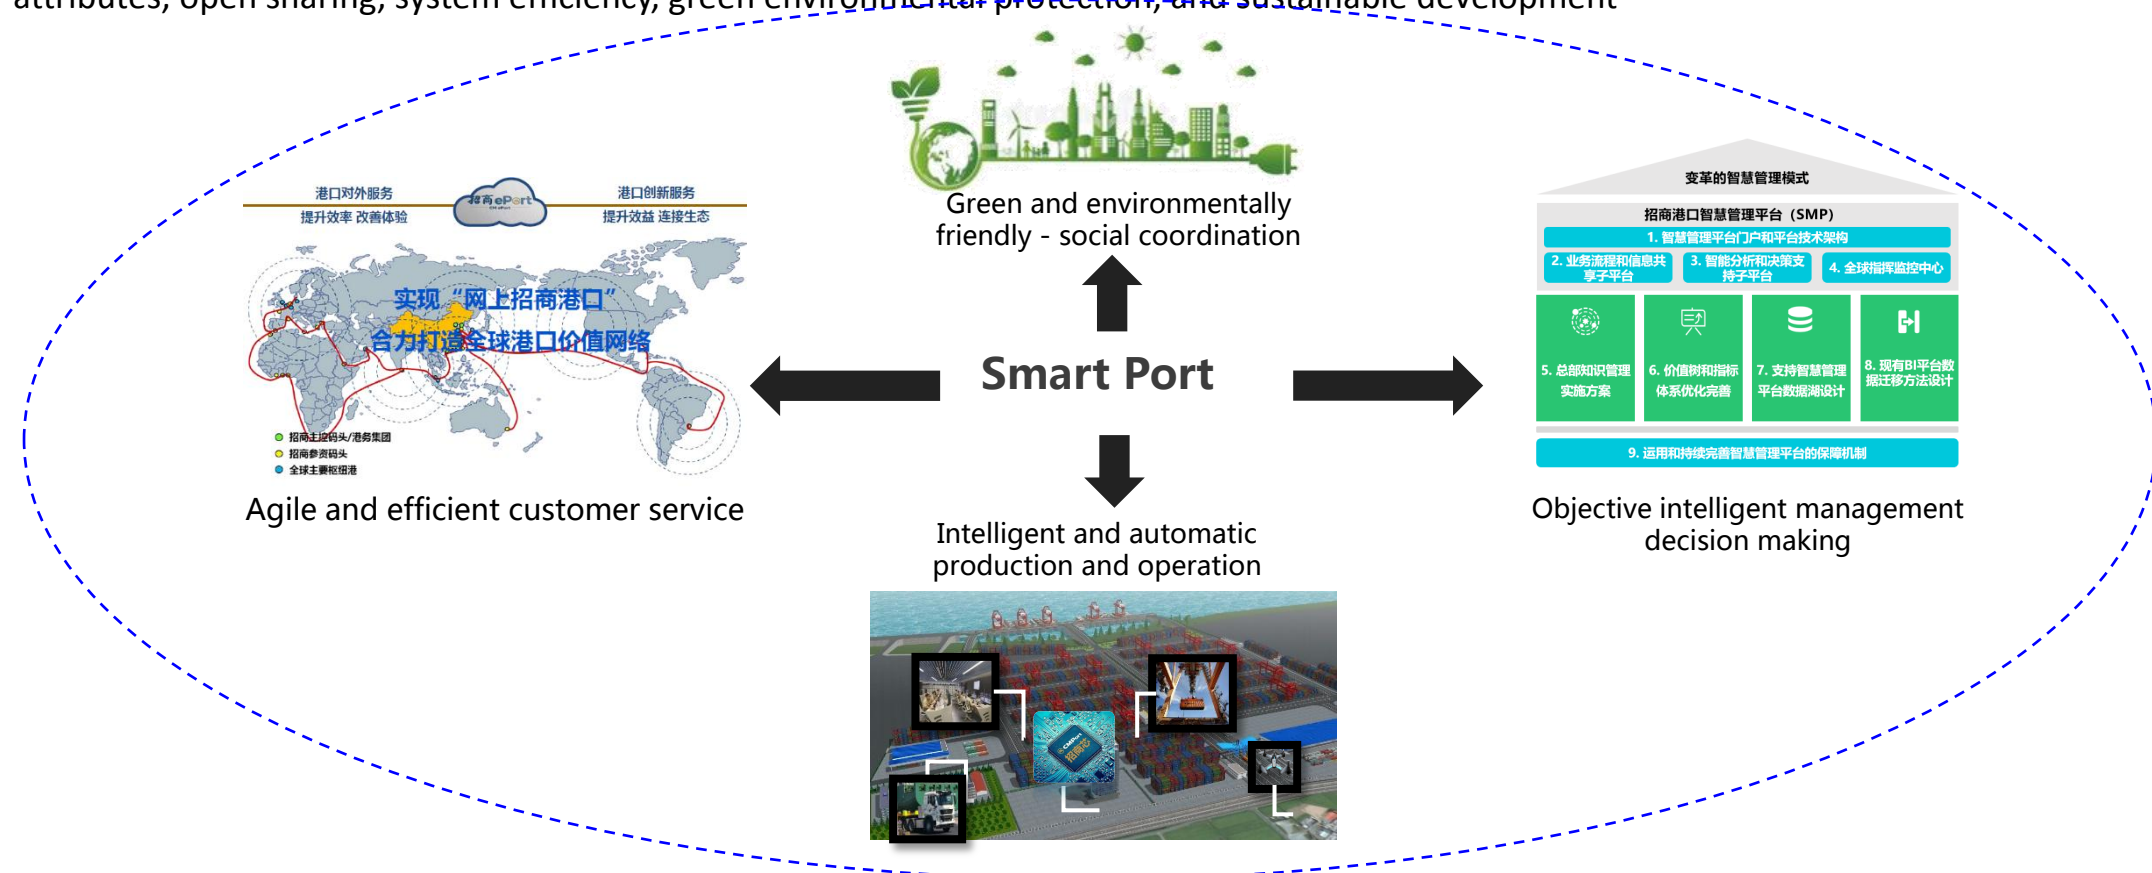 attributes, open sharing, system efficiency, green environmental protection, and sustainable development
Green and environmentally
friendly - social coordination
港口对外服务
招商ePort
港口创新服务
提升效率 改善体验
提升效益 连接生态
实现“网上招商港口”
合力打造全球港口价值网络
招商主控码头/港务集团
招商参资码头
全球主要枢纽港
Agile and efficient customer service
Smart Port
变革的智慧管理模式
招商港口智慧管理平台（SMP）
1. 智慧管理平台门户和平台技术架构
2. 业务流程和信息共
享子平台
3. 智能分析和决策支
持子平台
4. 全球指挥监控中心
5. 总部知识管理
实施方案
6. 价值树和指标
体系优化完善
7. 支持智慧管理
平台数据湖设计
8. 现有BI平台数
据迁移方法设计
9. 运用和持续完善智慧管理平台的保障机制
Objective intelligent management
decision making
Intelligent and automatic
production and operation
CMPort
招商芯